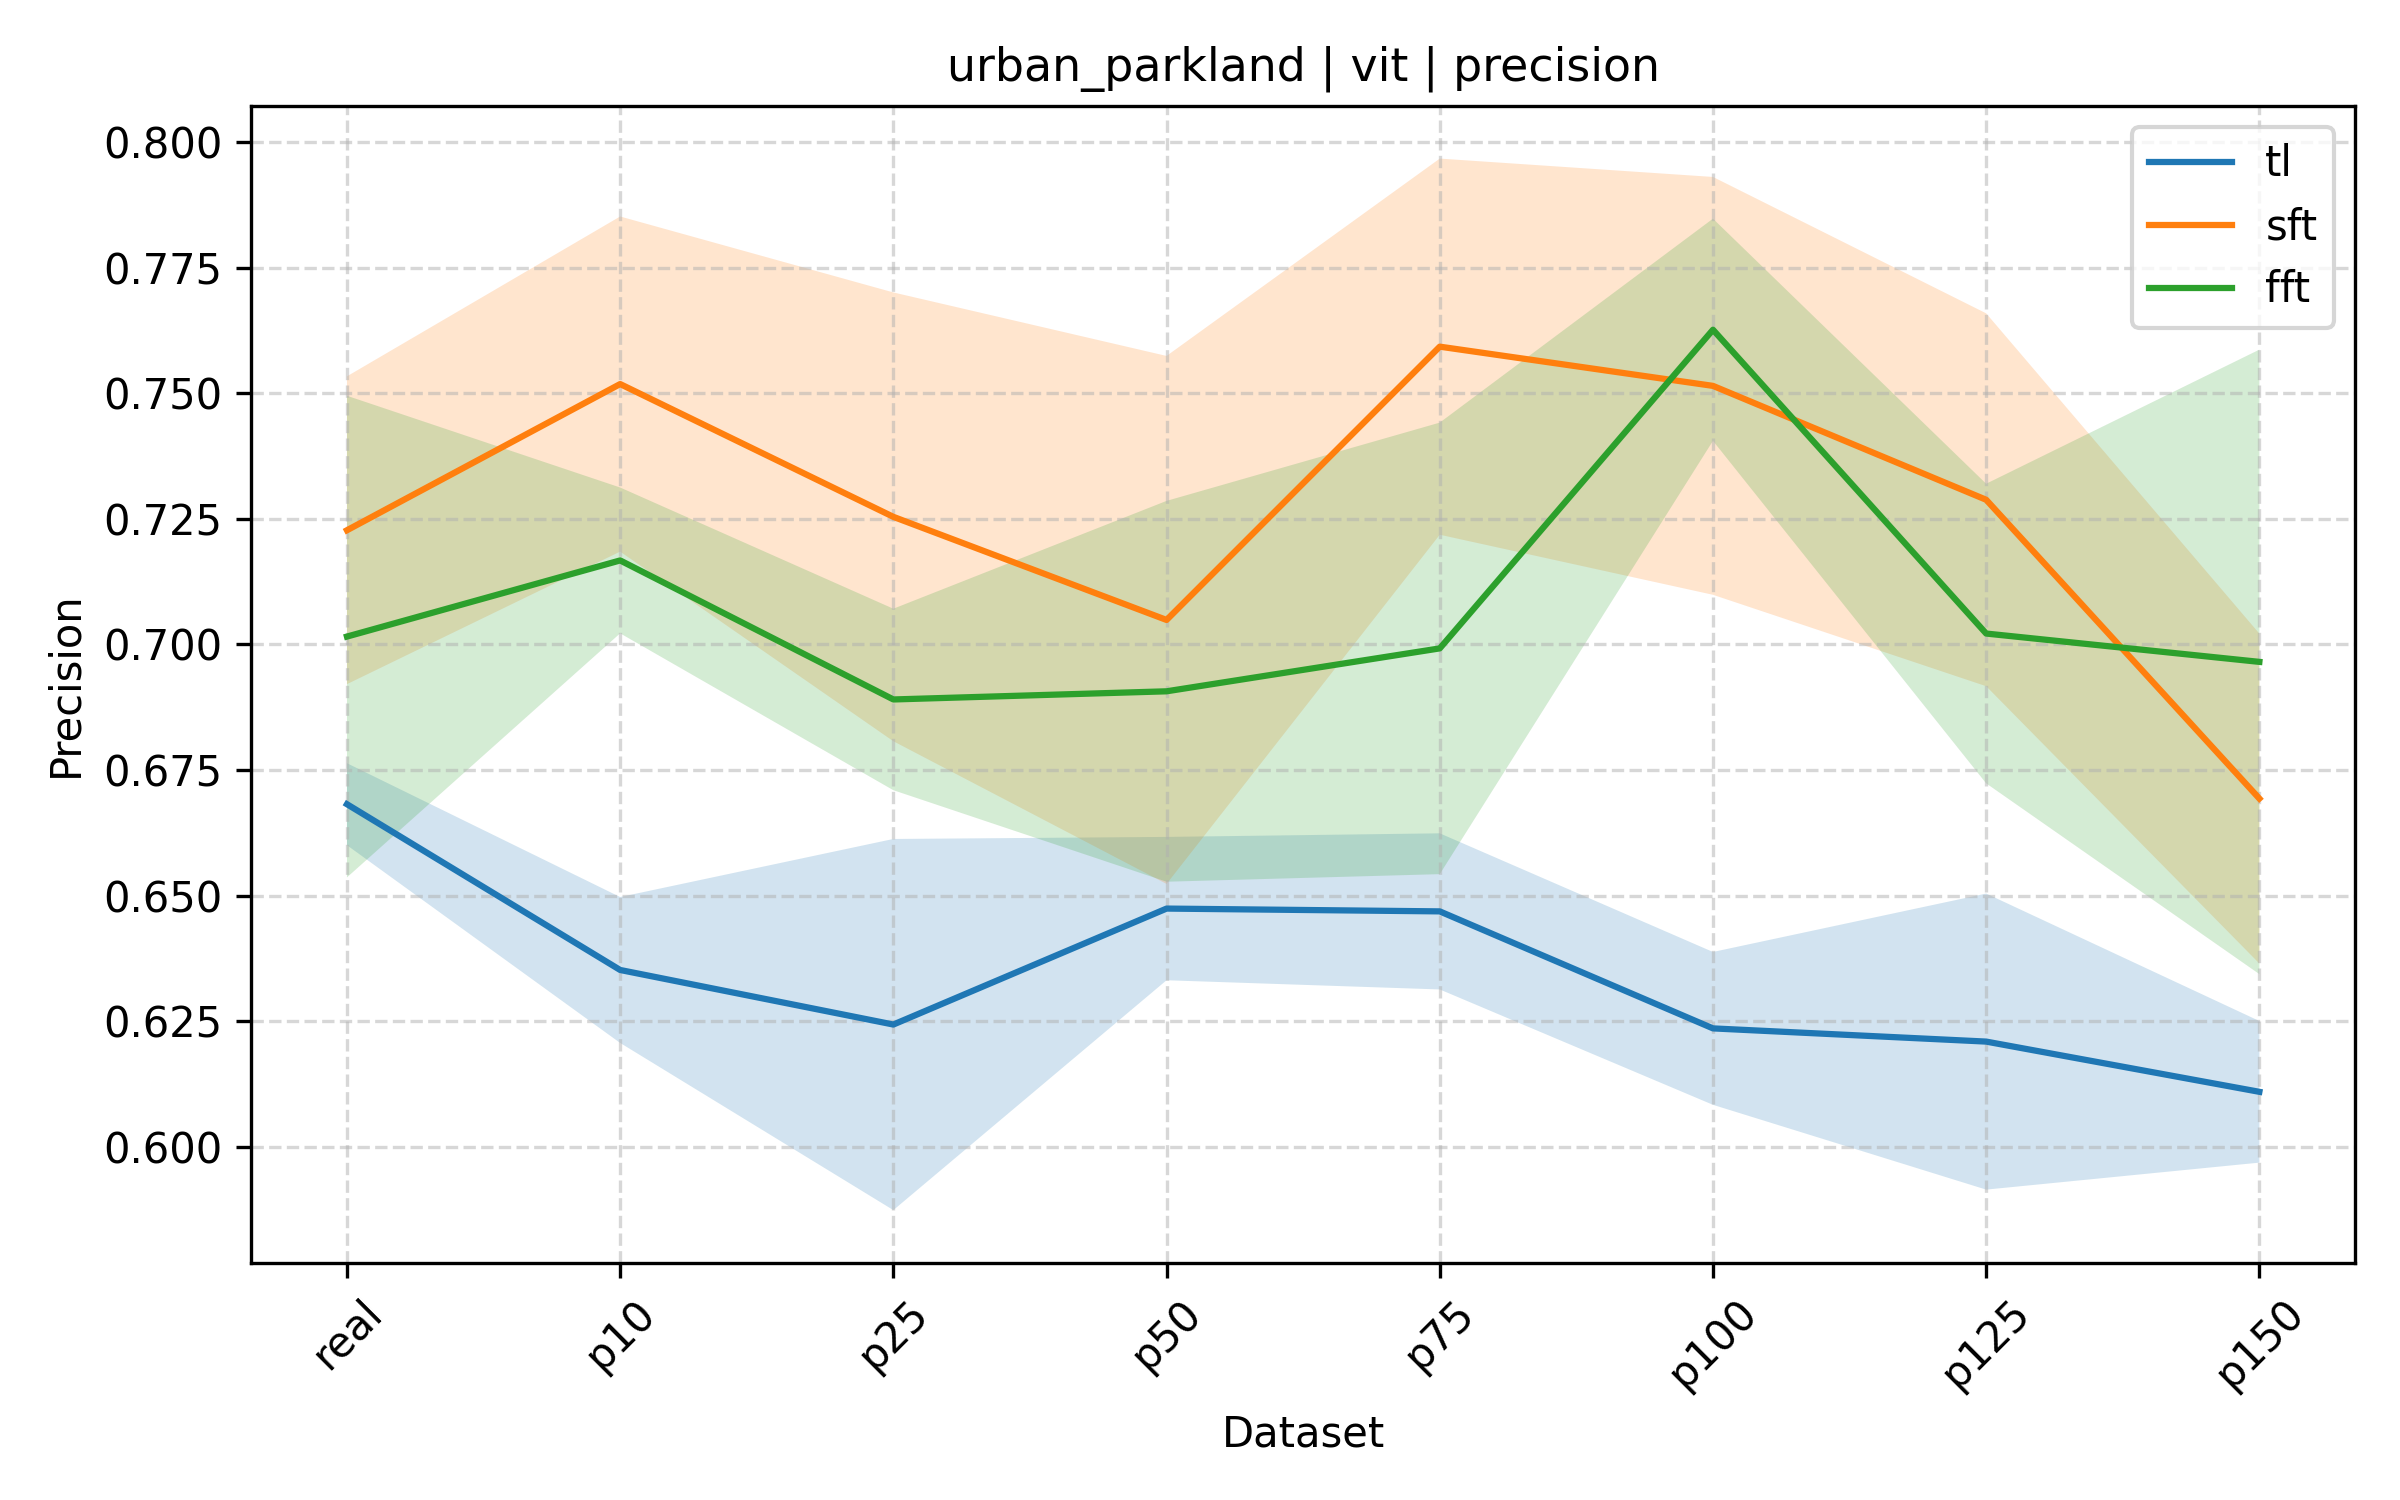 urban_parkland | vit | precision
0.800
0.775
0.750
0.725
0.700
0.675
0.650
0.625
0.600
Precision
tl
sft
fft
real
p10
p25
p50
p75
p100
p125
p150
Dataset